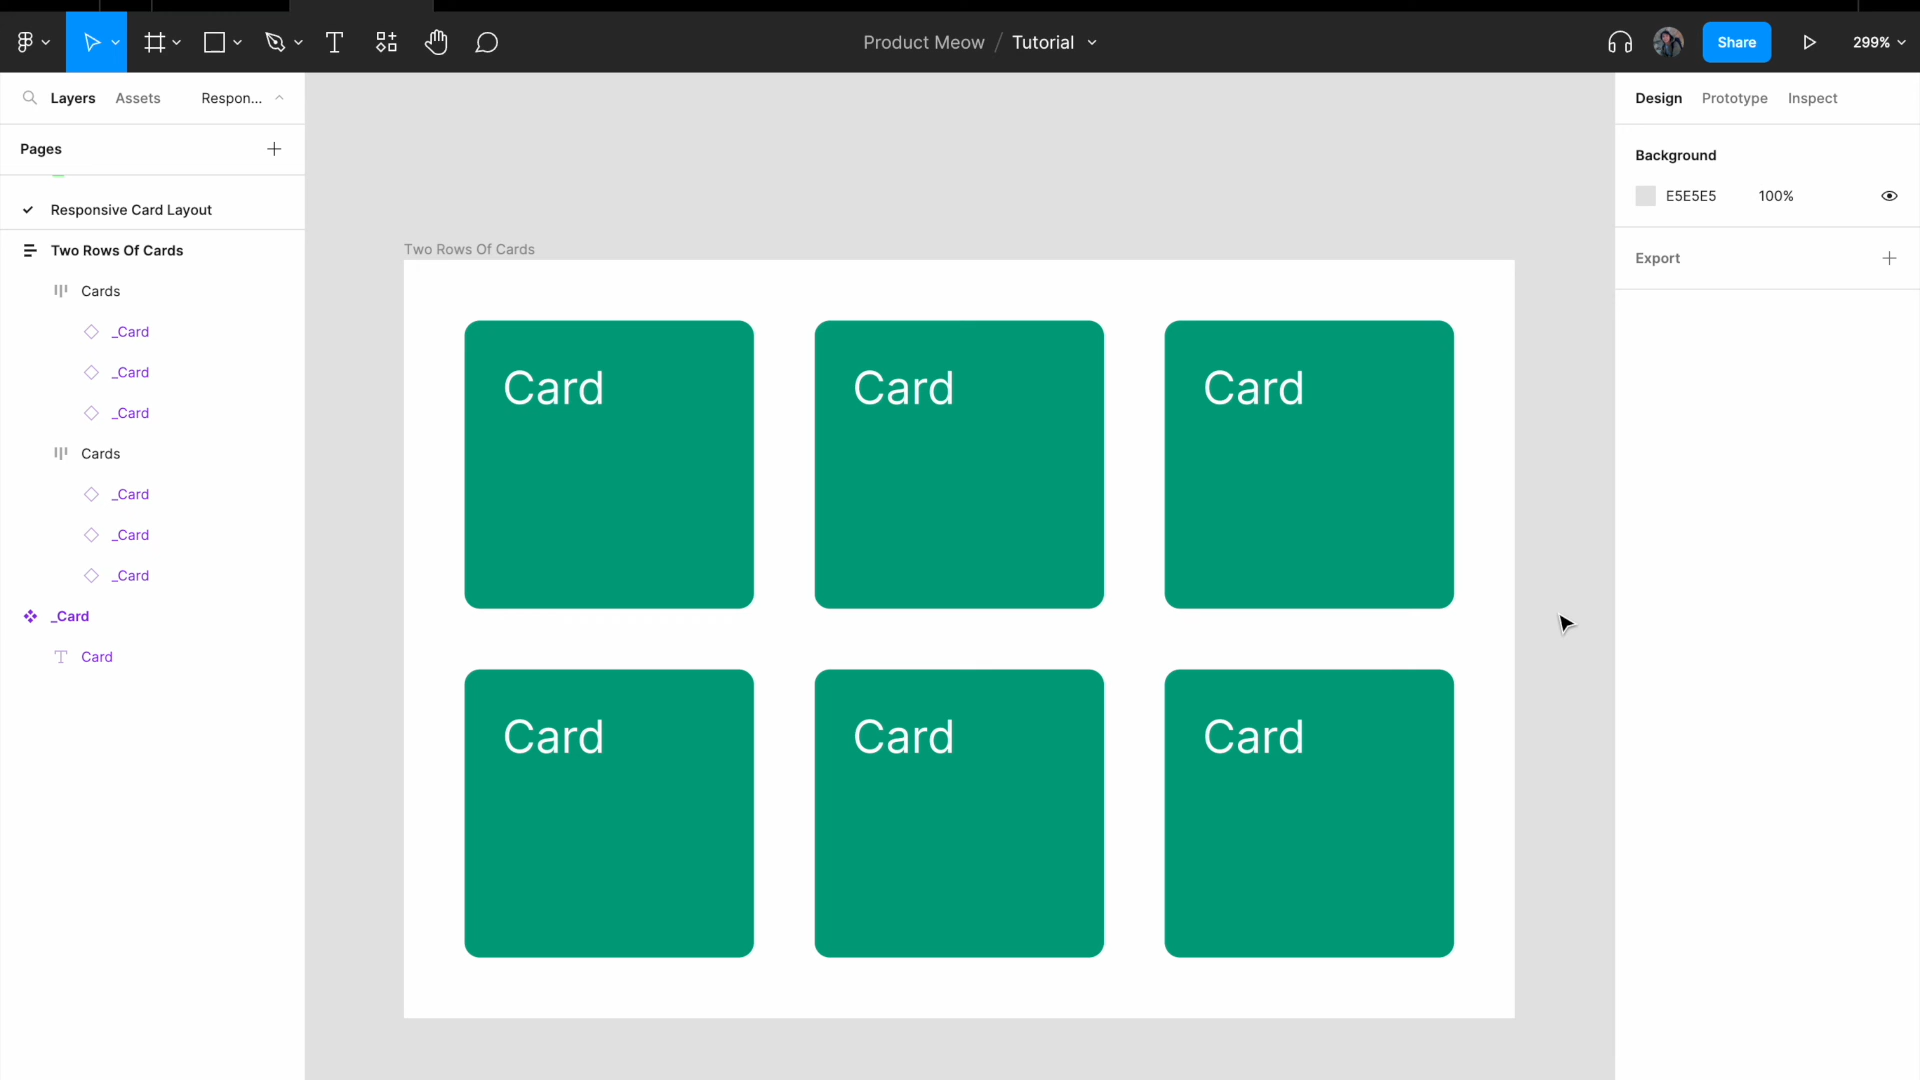 Product Meow / Tutorial
Share
299%
Layers
Assets
Respon...
Pages
Responsive Card Layout
Two Rows Of Cards
Cards
_Card
_Card
_Card
Cards
_Card
_Card
_Card
_Card
Card
Two Rows Of Cards
Card Card Card
Card Card Card
Design
Prototype
Inspect
Background
E5E5E5 100%
Export